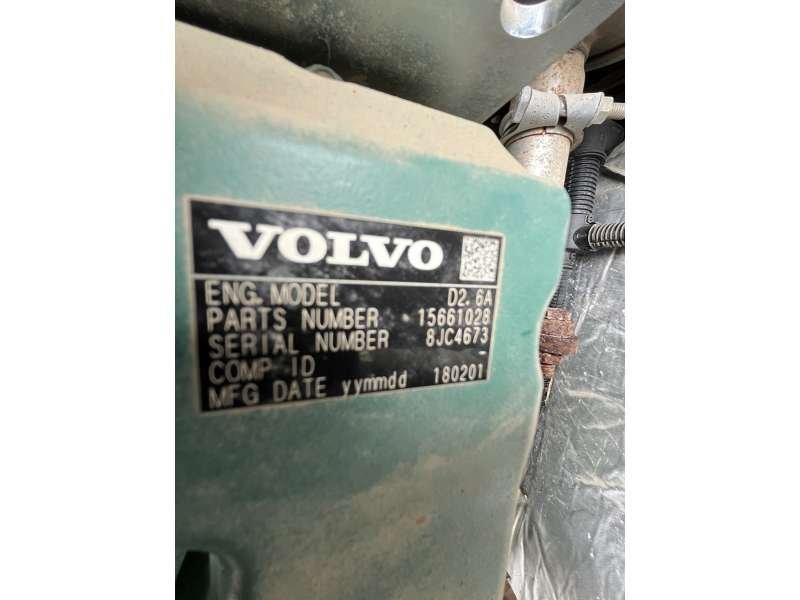 VOLVO
ENG. MODEL D2. 6A
PARTS NUMBER 15661028
SERIAL NUMBER 8JC4673
COMP ID -
MFG DATE yymmdd 180201